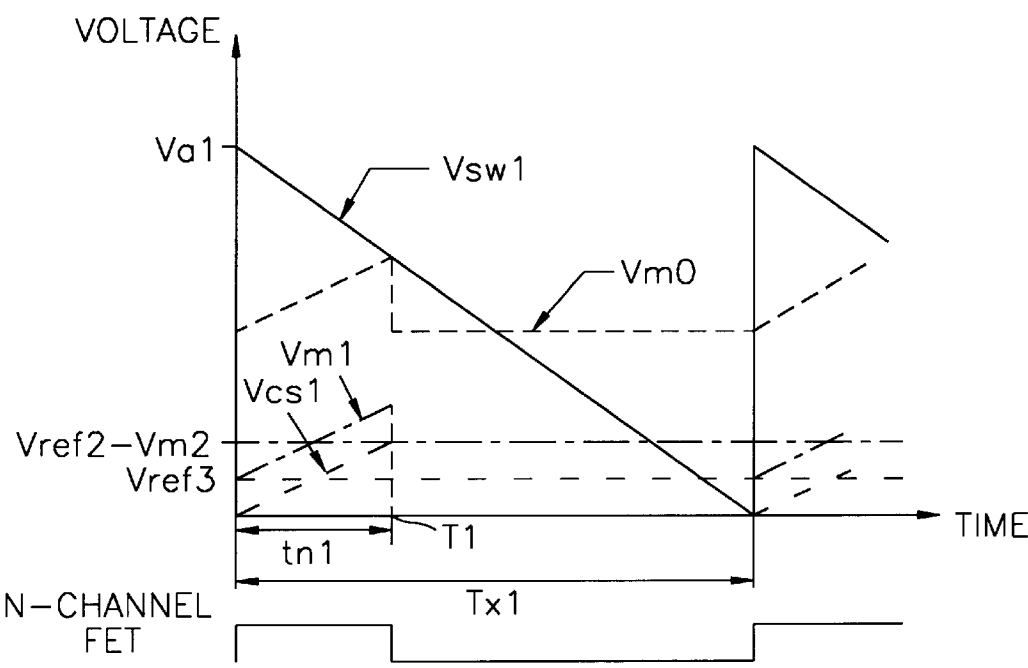 VOLTAGE
Va1
Vsw1
Vm0
Vm1
Vcs1
Vref2-Vm2
Vref3
T1
TIME
tn1
Tx1
N-CHANNEL
FET